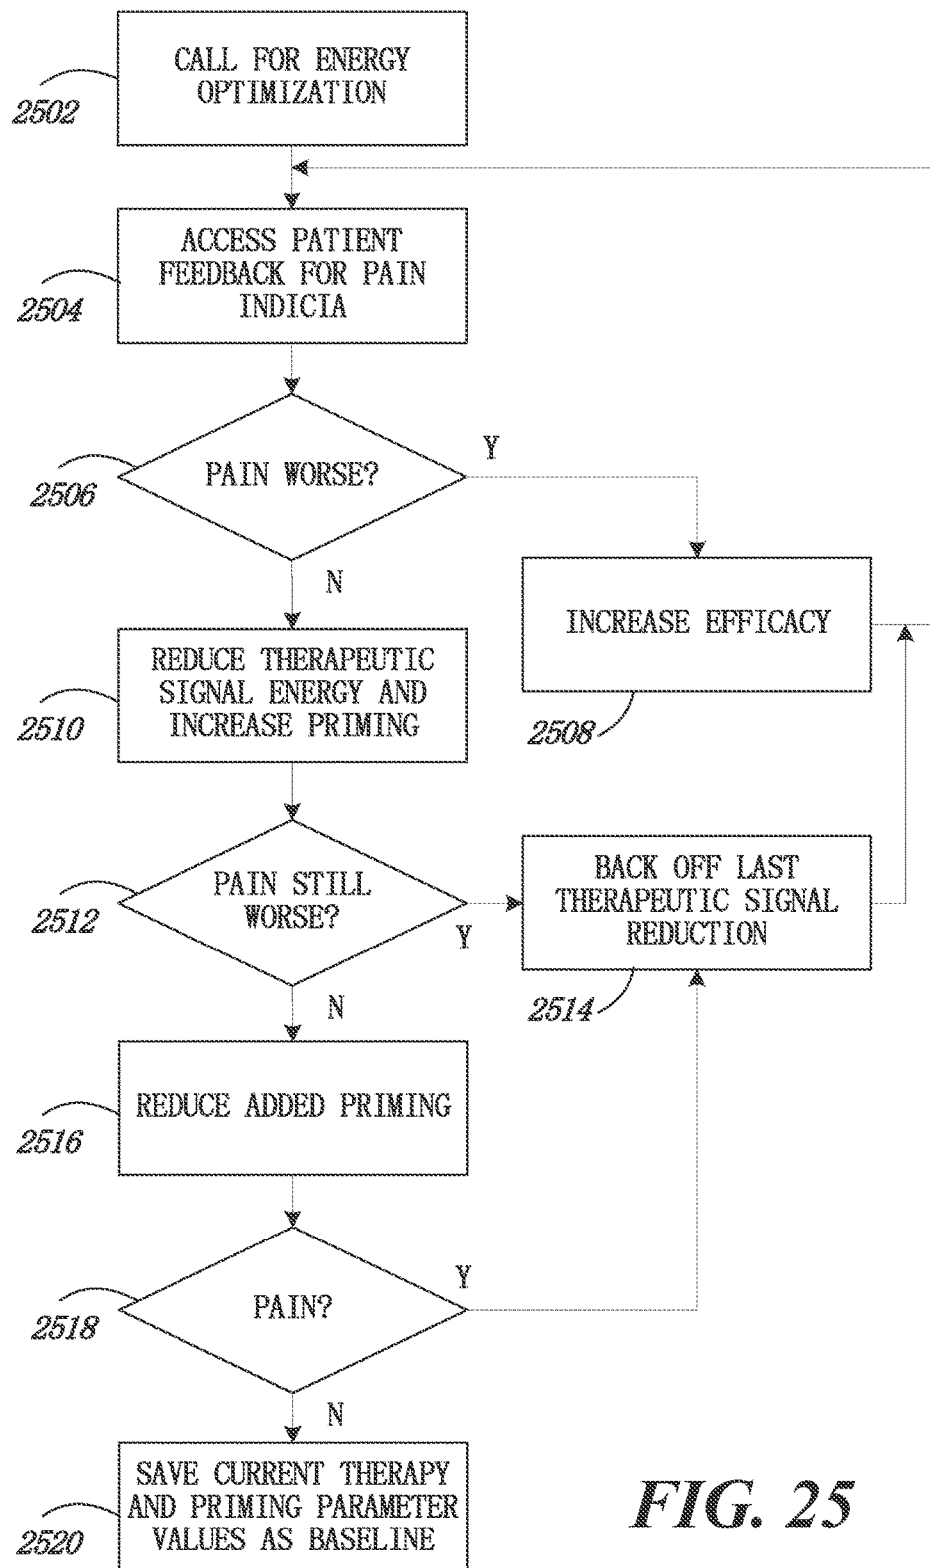 CALL FOR ENERGY
OPTIMIZATION
2502
ACCESS PATIENT
FEEDBACK FOR PAIN
INDICIA
2504
PAIN WORSE?
Y
2506
N
INCREASE EFFICACY
2508
REDUCE THERAPEUTIC
SIGNAL ENERGY AND
INCREASE PRIMING
2510
PAIN STILL
WORSE?
2512
Y
N
BACK OFF LAST
THERAPEUTIC SIGNAL
REDUCTION
2514
REDUCE ADDED PRIMING
2516
PAIN?
Y
2518
N
SAVE CURRENT THERAPY
AND PRIMING PARAMETER
VALUES AS BASELINE
2520
FIG. 25